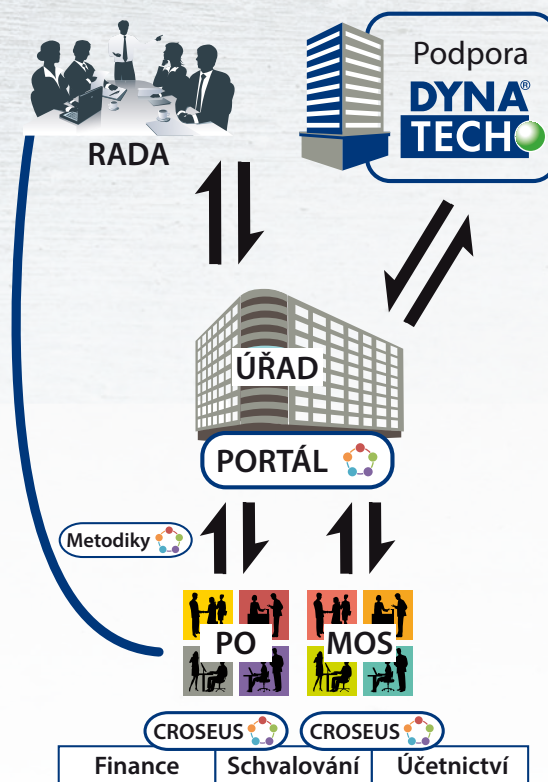 RADA
Podpora
DYNA®
TECH
ÚŘAD
PORTÁL
Metodiky
PO
MOS
CROSEUS
CROSEUS
Finance
Schvalování
Účetnictví